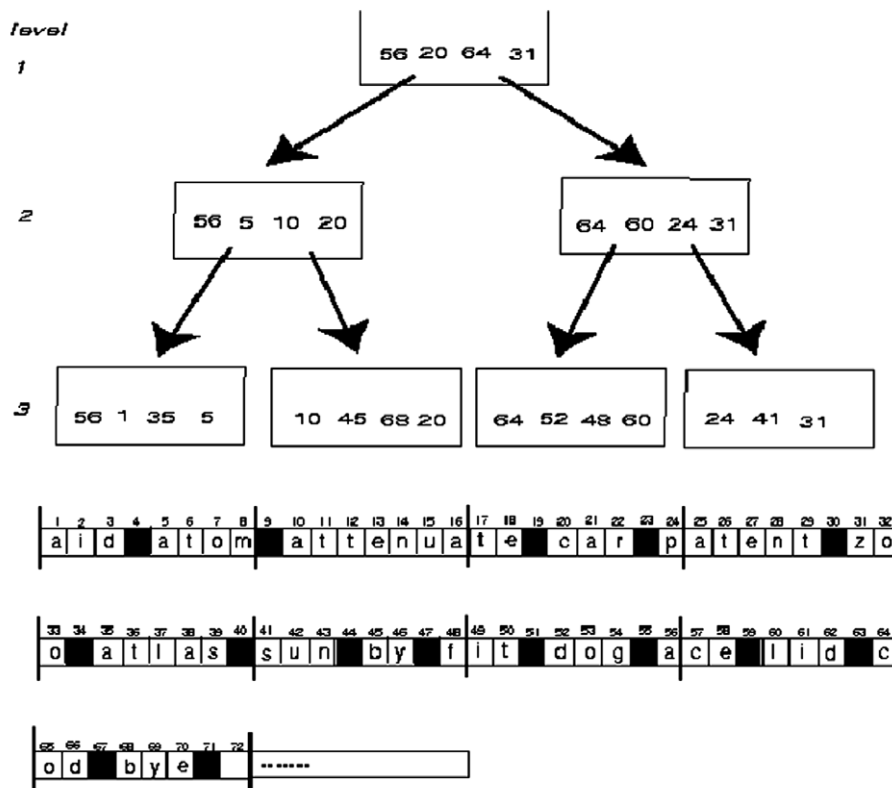 level
1
56 20 64 31
2
56 5 10 20
64 60 24 31
3
56 1 35 5
10 45 68 20
64 52 48 60
24 41 31
1 2 3 4 5 6 7 8 9 10 11 12 13 14 15 16 17 18 19 20 21 22 23 24 25 26 27 28 29 30 31 32
a i d a t o m a t t e n u a t e c a r p a t e n t z o
33 34 35 36 37 38 39 40 41 42 43 44 45 46 47 48 49 50 51 52 53 54 55 56 57 58 59 60 61 62 63 64
o a t l a s s u n b y f i t d o g a c e l i d c
65 66 67 68 69 70 71 72
o d b y e -------